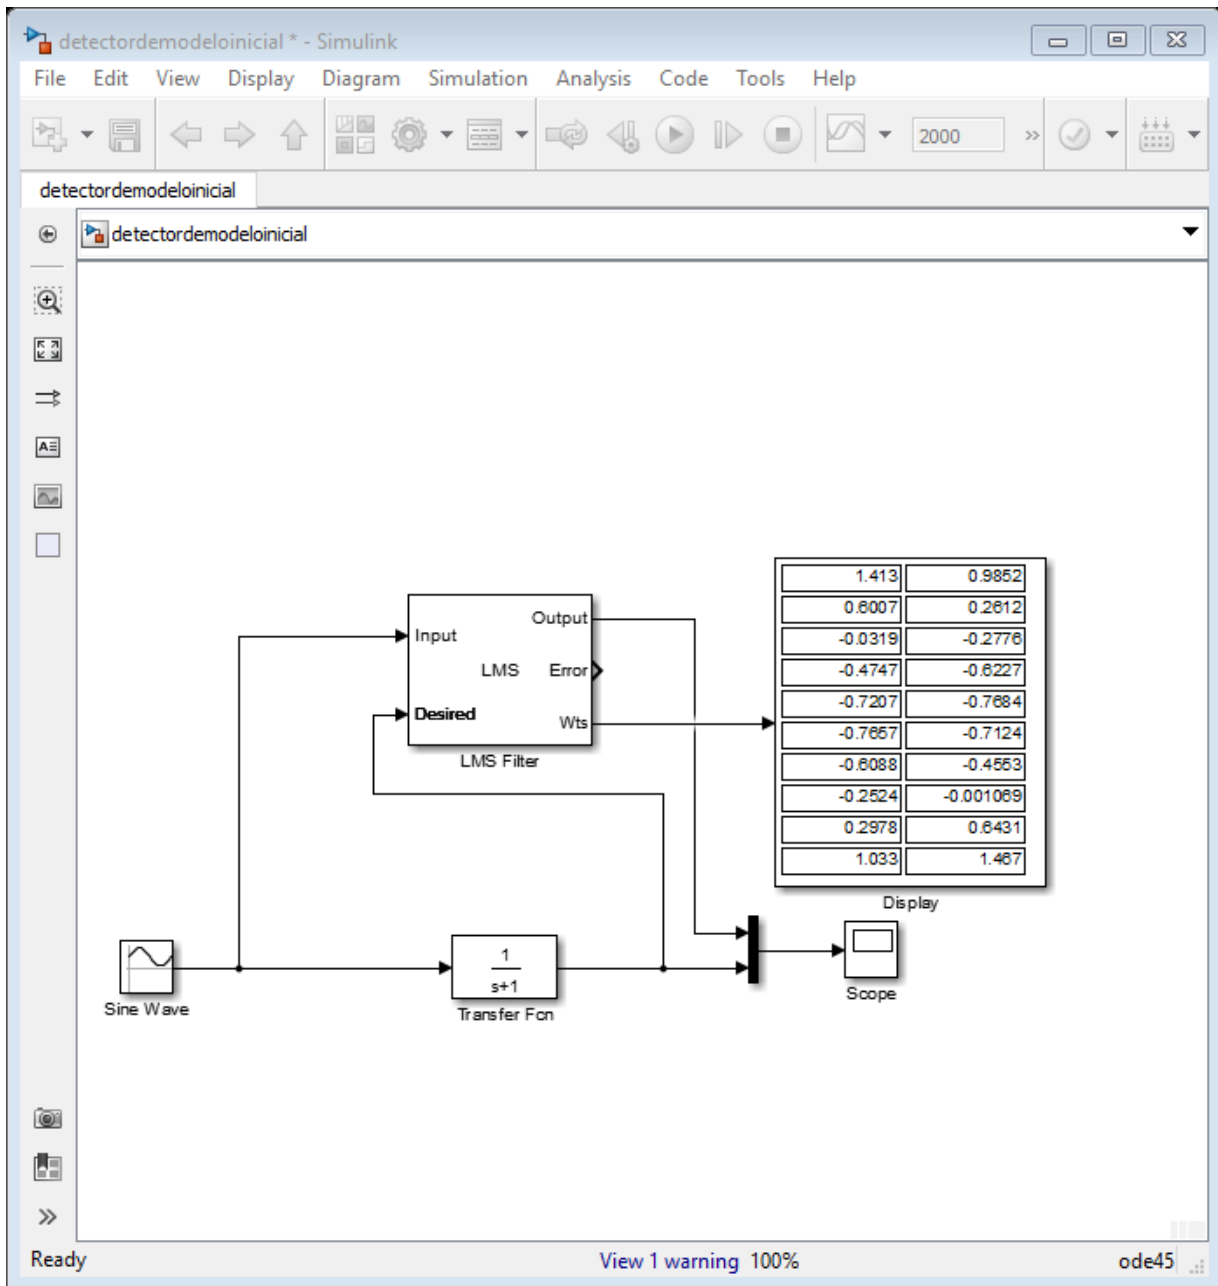 detectordemodeloinicial * - Simulink
File Edit View Display Diagram Simulation Analysis Code Tools Help
2000
detectordemodeloinicial
detectordemodeloinicial
Input
Output
LMS
Error
Desired
Wts
LMS Filter
1.413 0.9852
0.6007 0.2612
-0.0319 -0.2776
-0.4747 -0.6227
-0.7207 -0.7684
-0.7657 -0.7124
-0.6088 -0.4553
-0.2524 -0.001069
0.2978 0.6431
1.033 1.467
Display
Sine Wave
1
s+1
Transfer Fcn
Scope
Ready View 1 warning 100% ode45